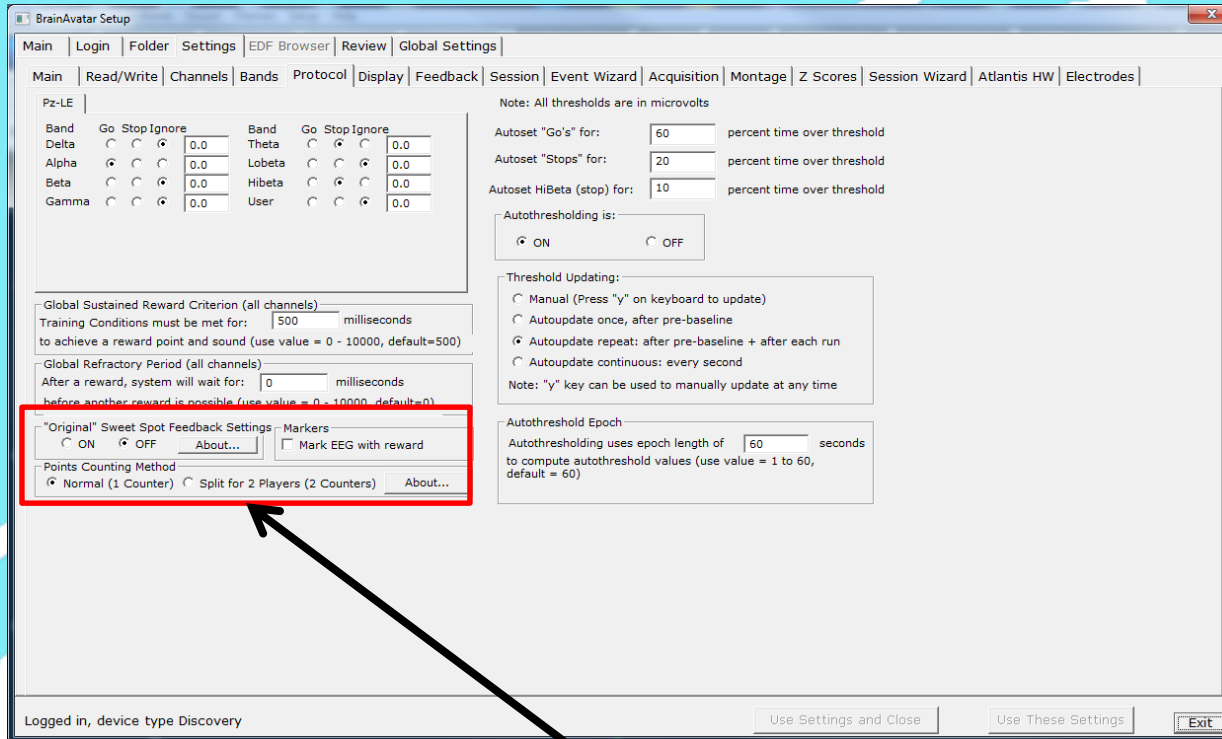 BrainAvatar Setup
Main Login Folder Settings EDF Browser Review Global Settings
Main Read/Write Channels Bands Protocol Display Feedback Session Event Wizard Acquisition Montage Z Scores Session Wizard Atlantis HW Electrodes
Pz-LE
Band Go Stop Ignore Band Go Stop Ignore
Delta 0.0 Theta 0.0
Alpha 0.0 Lobeta 0.0
Beta 0.0 Hibeta 0.0
Gamma 0.0 User 0.0
Global Sustained Reward Criterion (all channels)
Training Conditions must be met for: 500 milliseconds
to achieve a reward point and sound (use value = 0 - 10000, default=500)
Global Refractory Period (all channels)
After a reward, system will wait for: 0 milliseconds
before another reward is possible (use value = 0 - 10000, default=0)
"Original" Sweet Spot Feedback Settings Markers
ON OFF About... Mark EEG with reward
Points Counting Method
Normal (1 Counter) Split for 2 Players (2 Counters) About...
Note: All thresholds are in microvolts
Autoset "Go's" for: 60 percent time over threshold
Autoset "Stops" for: 20 percent time over threshold
Autoset HiBeta (stop) for: 10 percent time over threshold
Autothresholding is:
ON OFF
Threshold Updating:
Manual (Press "y" on keyboard to update)
Autoupdate once, after pre-baseline
Autoupdate repeat: after pre-baseline + after each run
Autoupdate continuous: every second
Note: "y" key can be used to manually update at any time
Autothreshold Epoch
Autothresholding uses epoch length of 60 seconds
to compute autothreshold values (use value = 1 to 60,
default = 60)
Logged in, device type Discovery Use Settings and Close Use These Settings Exit